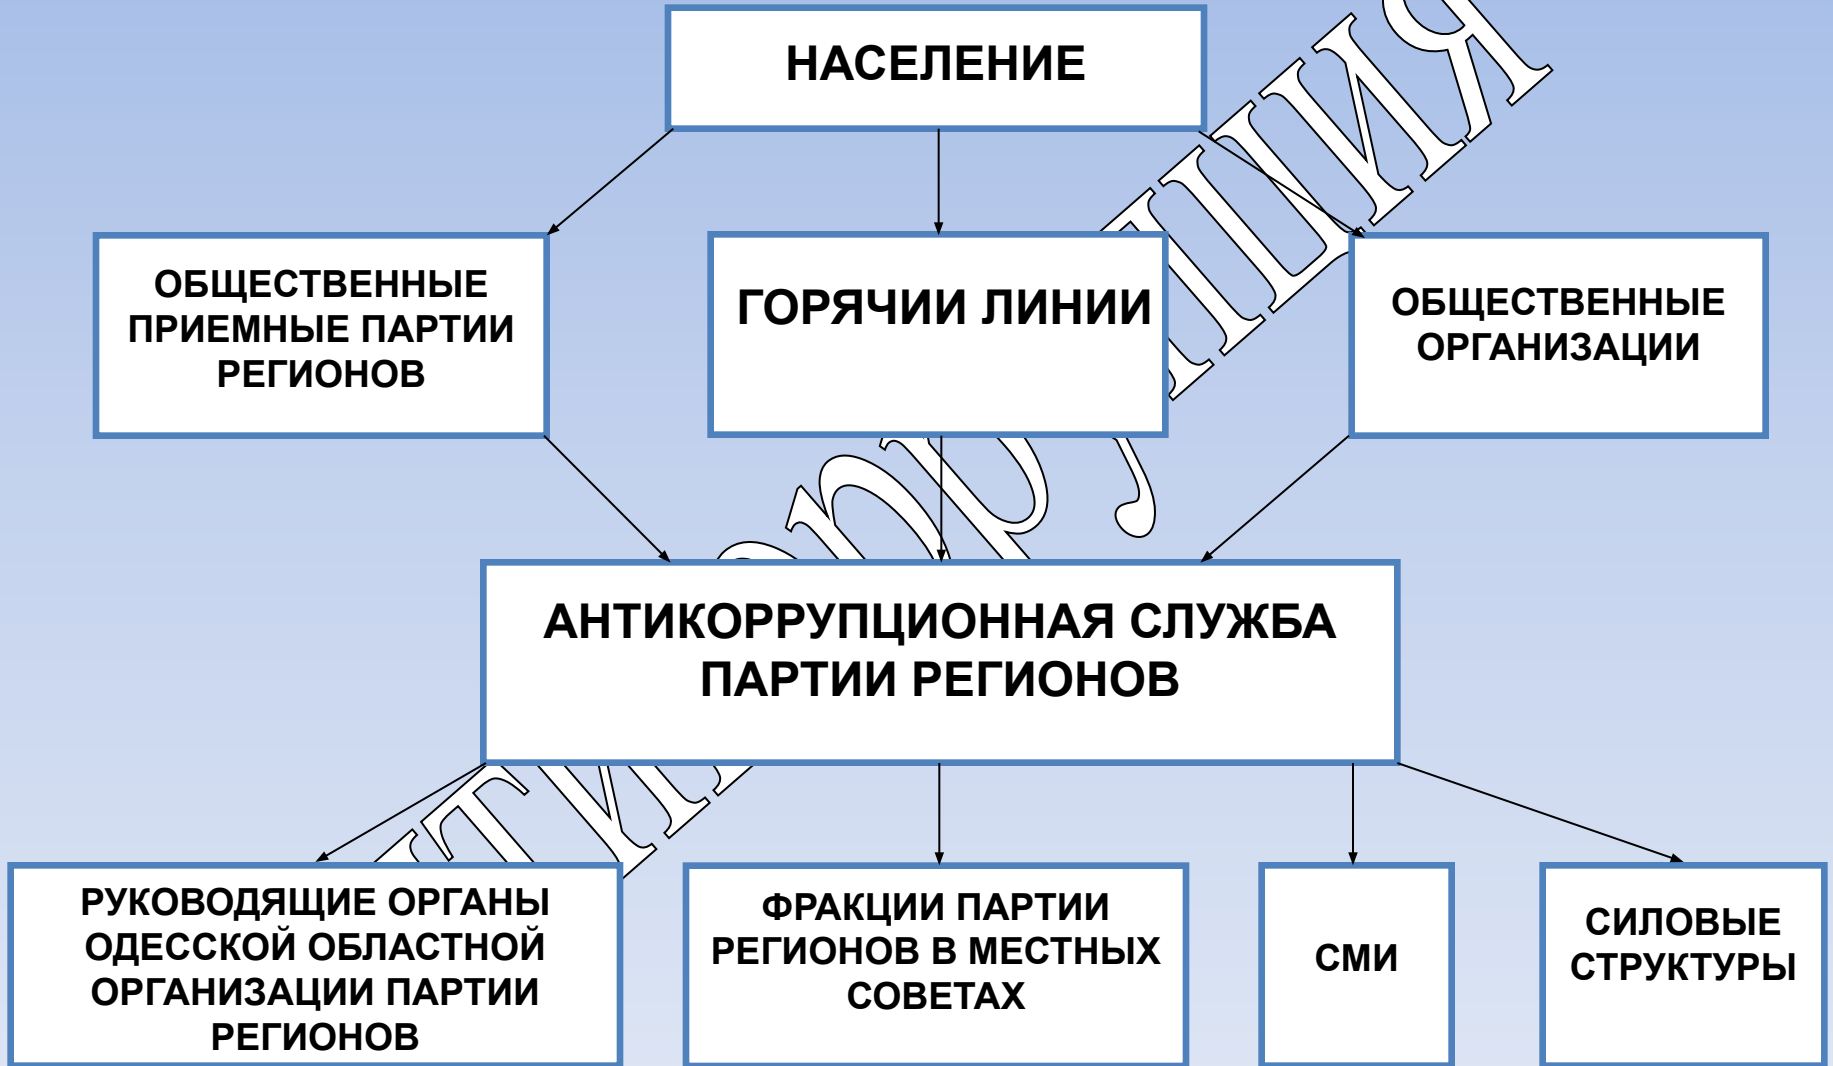 НАСЕЛЕНИЕ
ОБЩЕСТВЕННЫЕ
ПРИЕМНЫЕ ПАРТИИ
РЕГИОНОВ
ГОРЯЧИИ ЛИНИИ
ОБЩЕСТВЕННЫЕ
ОРГАНИЗАЦИИ
АНТИКОРРУПЦИОННАЯ СЛУЖБА
ПАРТИИ РЕГИОНОВ
РУКОВОДЯЩИЕ ОРГАНЫ
ОДЕССКОЙ ОБЛАСТНОЙ
ОРГАНИЗАЦИИ ПАРТИИ
РЕГИОНОВ
ФРАКЦИИ ПАРТИИ
РЕГИОНОВ В МЕСТНЫХ
СОВЕТАХ
СМИ
СИЛОВЫЕ
СТРУКТУРЫ